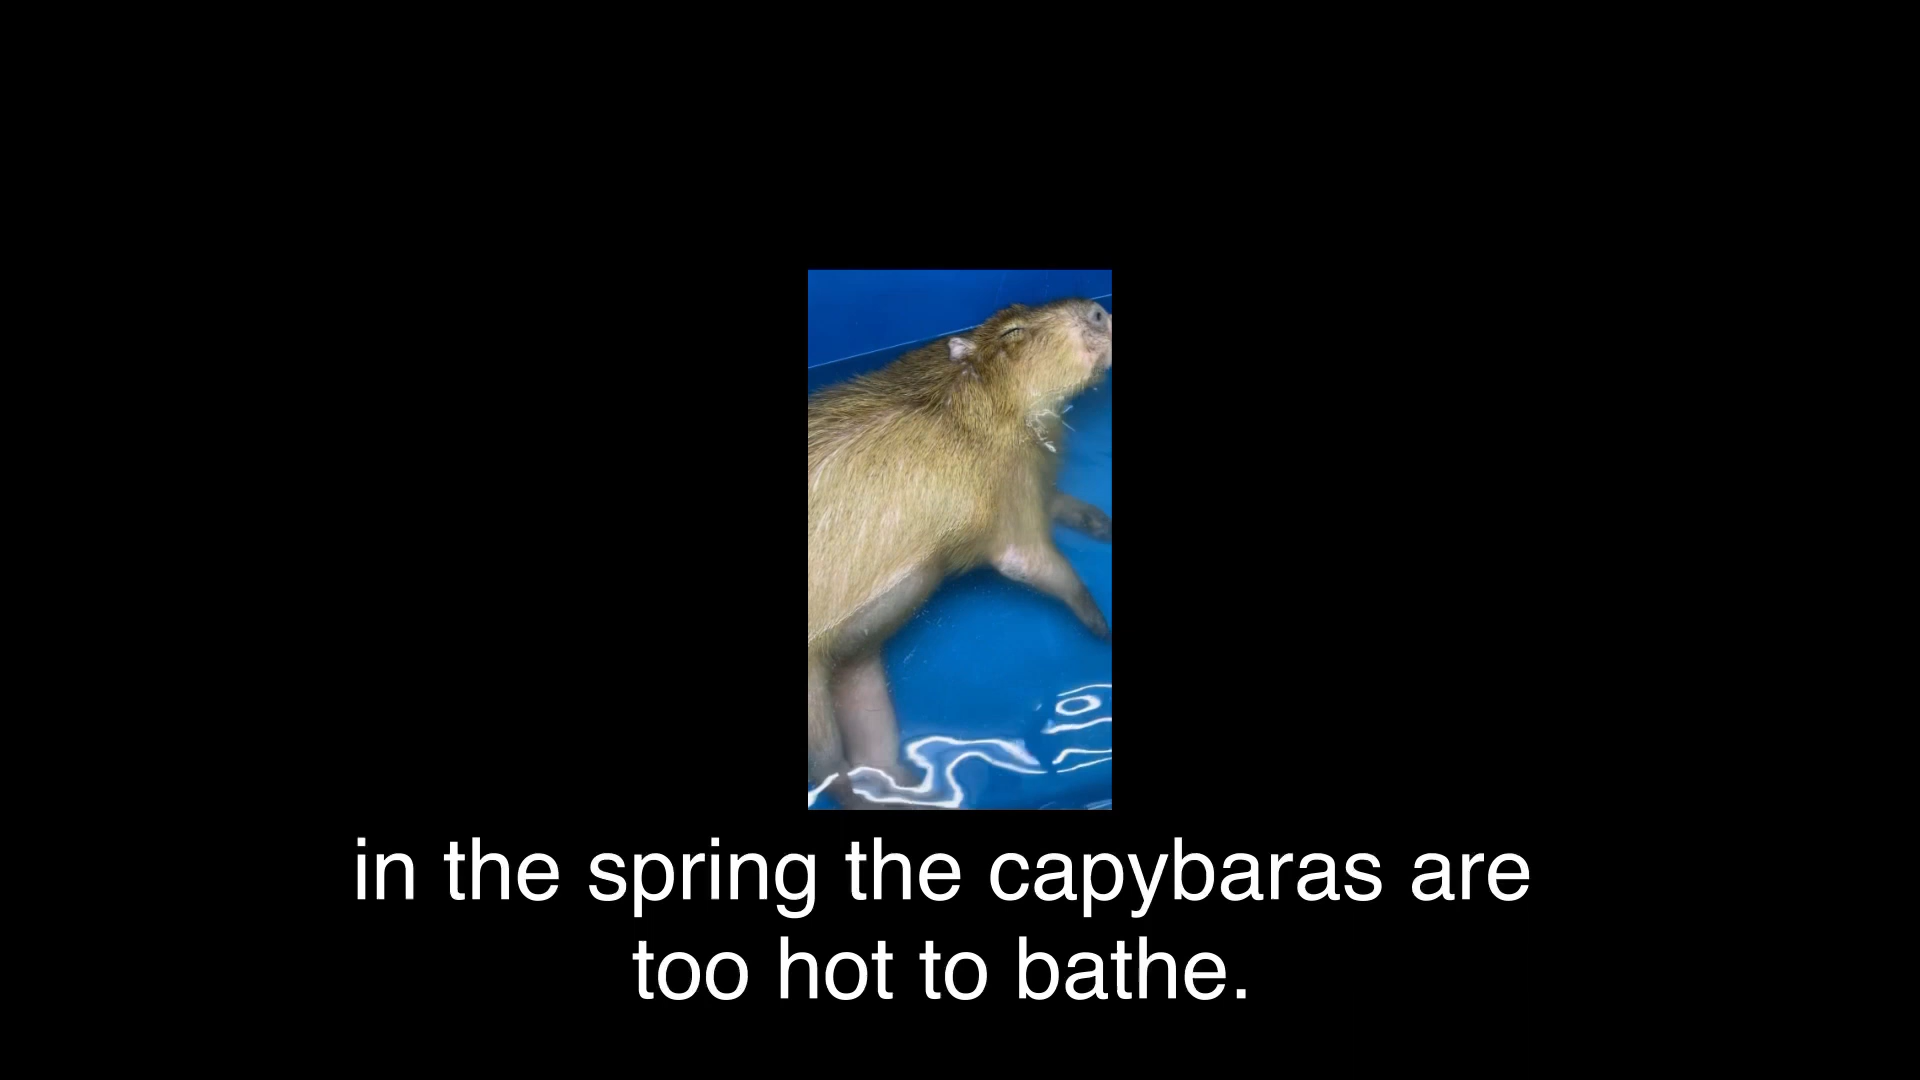 in the spring the capybaras are
too hot to bathe.